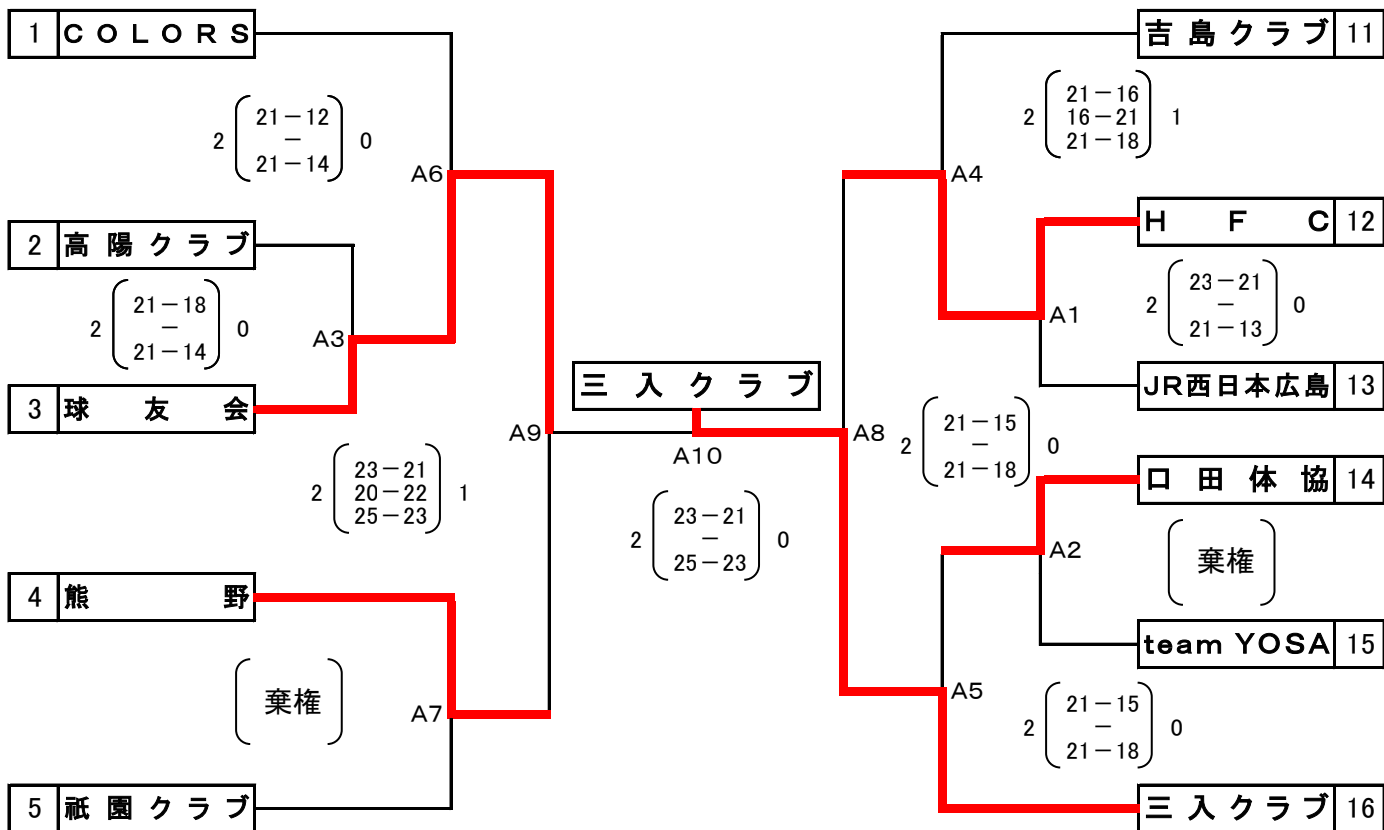 1 COLORS
2 ( 21-12 - 21-14 ) 0
A6
2 高陽クラブ
2 ( 21-18 - 21-14 ) 0
A3
3 球友会
A9
2 ( 23-21 20-22 25-23 ) 1
4 熊野
( 棄権 )
A7
5 祇園クラブ
三入クラブ
A10
2 ( 23-21 - 25-23 ) 0
吉島クラブ 11
2 ( 21-16 16-21 21-18 ) 1
A4
HFC 12
2 ( 23-21 - 21-13 ) 0
A1
JR西日本広島 13
A8
2 ( 21-15 - 21-18 ) 0
口田体協 14
A2
( 棄権 )
team YOSA 15
A5
2 ( 21-15 - 21-18 ) 0
三入クラブ 16